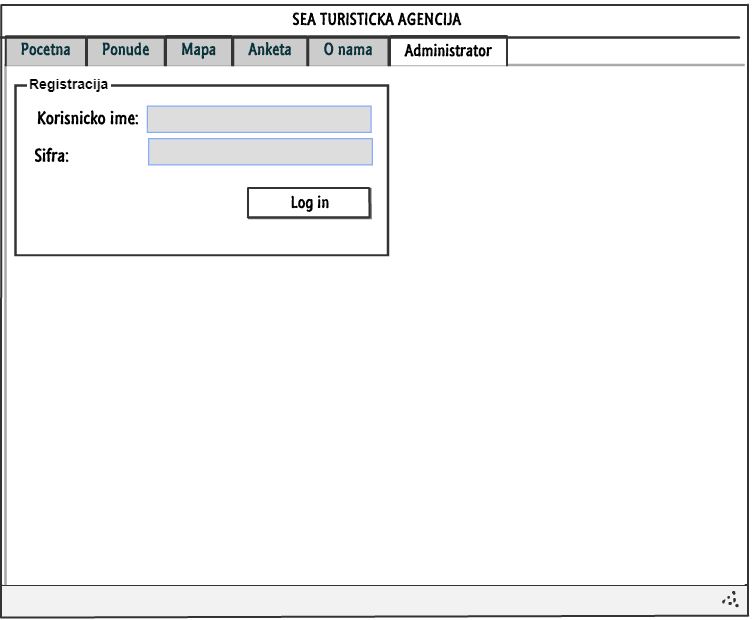 SEA TURISTICKA AGENCIJA
Pocetna Ponude Mapa Anketa O nama Administrator
Registracija
Korisnicko ime:
Sifra:
Log in